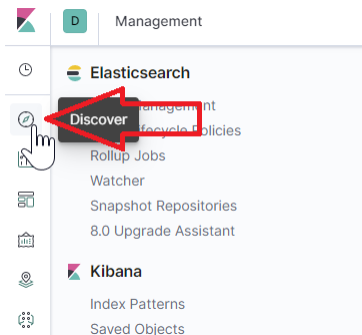 D
Management
Elasticsearch
Management
Discover
Policies
Rollup Jobs
Watcher
Snapshot Repositories
8.0 Upgrade Assistant
Kibana
Index Patterns
Saved Objects